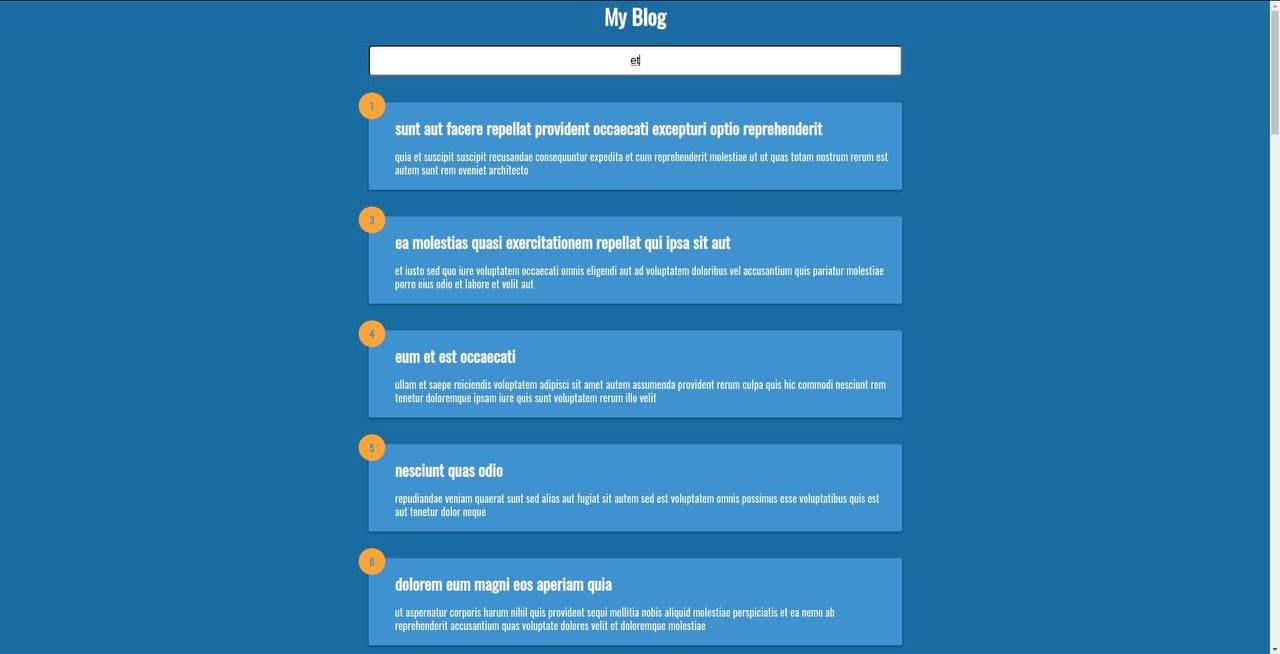 My Blog
et
1
sunt aut facere repellat provident occaecati excepturi optio reprehenderit
quia et suscipit suscipit recusandae consequuntur expedita et cum reprehenderit molestiae ut ut quas totam nostrum rerum est
autem sunt rem eveniet architecto
3
ea molestias quasi exercitationem repellat qui ipsa sit aut
et iusto sed quo iure voluptatem occaecati omnis eligendi aut ad voluptatem doloribus vel accusantium quis pariatur molestiae
porro eius odio et labore et velit aut
4
eum et est occaecati
ullam et saepe reiciendis voluptatem adipisci sit amet autem assumenda provident rerum culpa quis hic commodi nesciunt rem
tenetur doloremque ipsam iure quis sunt voluptatem rerum illo velit
5
nesciunt quas odio
repudiandae veniam quaerat sunt sed alias aut fugiat sit autem sed est voluptatem omnis possimus esse voluptatibus quis est
aut tenetur dolor neque
6
dolorem eum magni eos aperiam quia
ut aspernatur corporis harum nihil quis provident sequi mollitia nobis aliquid molestiae perspiciatis et ea nemo ab
reprehenderit accusantium quas voluptate dolores velit et doloremque molestiae